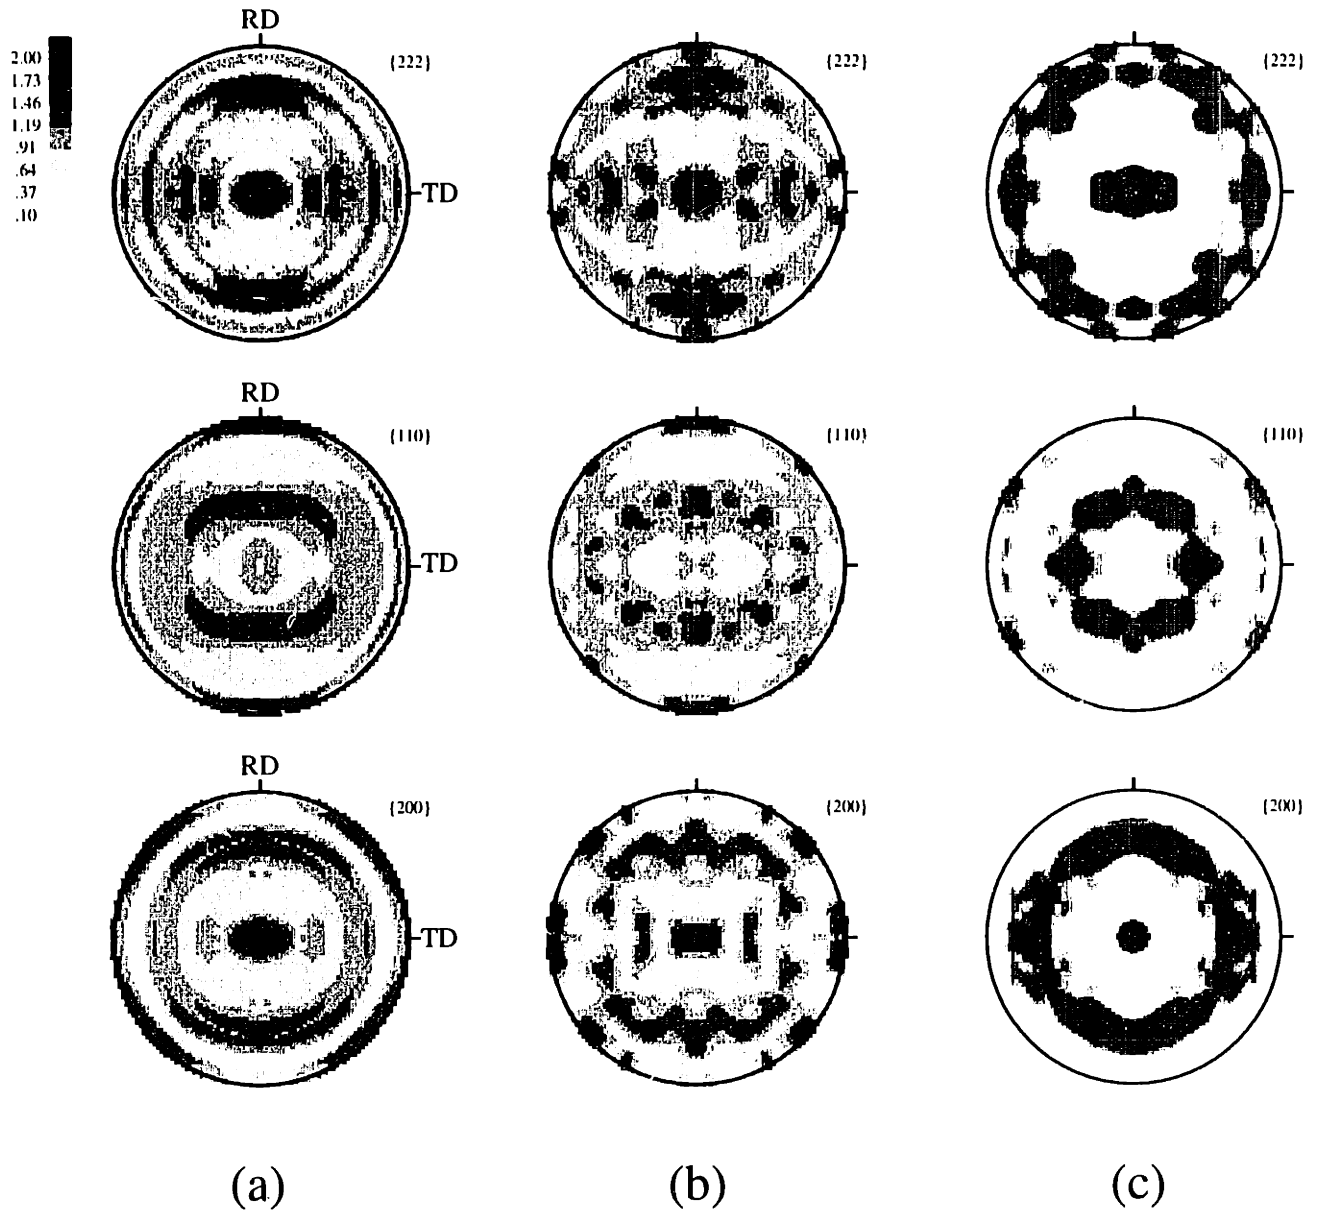 RD
{222}
{222}
{222}
2.00
1.73
1.46
1.19
.91
.64
.37
.10
TD
RD
{110}
{110}
{110}
TD
RD
{200}
{200}
{200}
TD
(a)
(b)
(c)